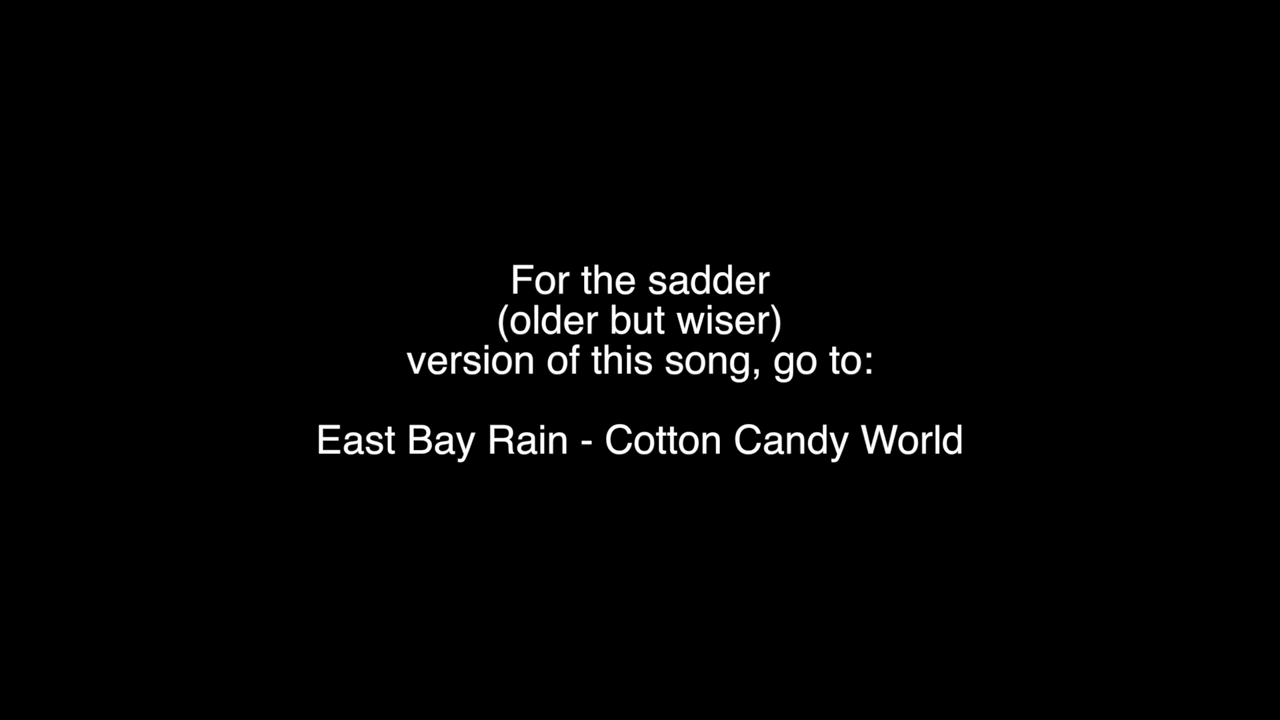 For the sadder
(older but wiser)
version of this song, go to:
East Bay Rain - Cotton Candy World